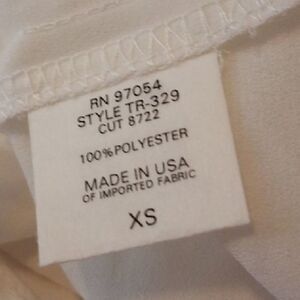 RN 97054
STYLE TR-329
CUT 8722
100%POLYESTER
MADE IN USA
OF IMPORTED FABRIC
XS